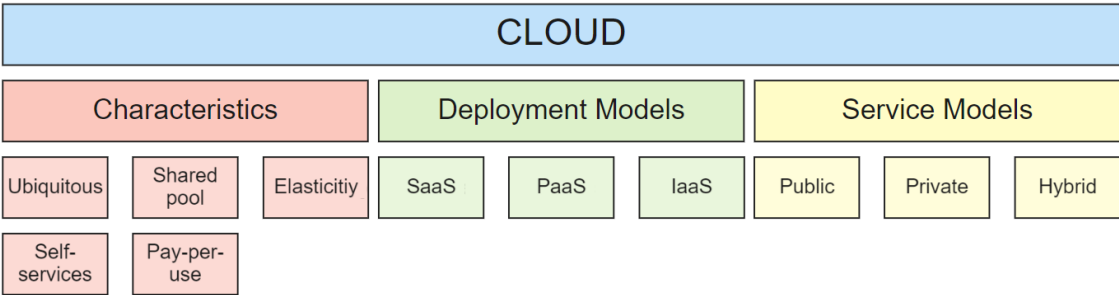 CLOUD
Characteristics
Deployment Models
Service Models
Ubiquitous
Shared
pool
Elasticitiy
SaaS
PaaS
IaaS
Public
Private
Hybrid
Self-
services
Pay-per-
use